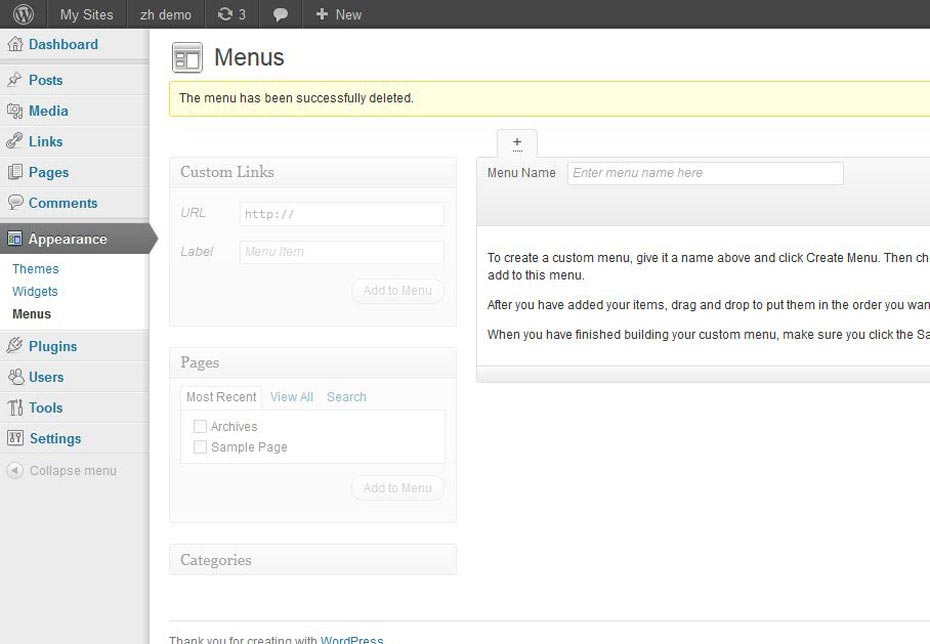 My Sites zh demo 3 + New
Dashboard
Posts
Media
Links
Pages
Comments
Appearance
Themes
Widgets
Menus
Plugins
Users
Tools
Settings
Collapse menu
Menus
The menu has been successfully deleted.
Custom Links
URL http://
Label Menu Item
Add to Menu
Pages
Most Recent View All Search
Archives
Sample Page
Add to Menu
Categories
+
Menu Name Enter menu name here
To create a custom menu, give it a name above and click Create Menu. Then ch
add to this menu.
After you have added your items, drag and drop to put them in the order you wan
When you have finished building your custom menu, make sure you click the Sa
Thank you for creating with WordPress